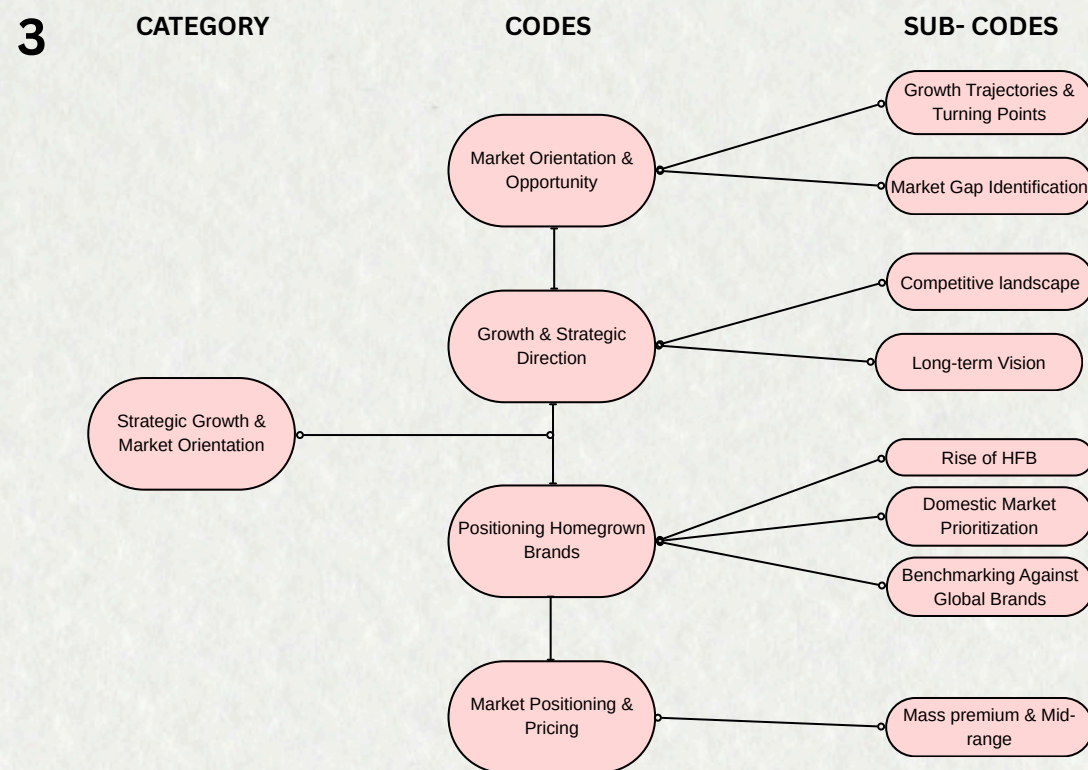 3
CATEGORY
CODES
SUB- CODES
Growth Trajectories &
Turning Points
Market Orientation &
Opportunity
Market Gap Identification
Competitive landscape
Growth & Strategic
Direction
Long-term Vision
Strategic Growth &
Market Orientation
Rise of HFB
Domestic Market
Prioritization
Positioning Homegrown
Brands
Benchmarking Against
Global Brands
Market Positioning &
Pricing
Mass premium & Mid-
range